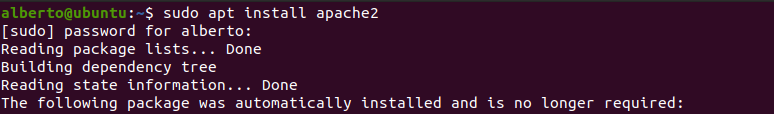 alberto@ubuntu:~$ sudo apt install apache2
[sudo] password for alberto:
Reading package lists... Done
Building dependency tree
Reading state information... Done
The following package was automatically installed and is no longer required: